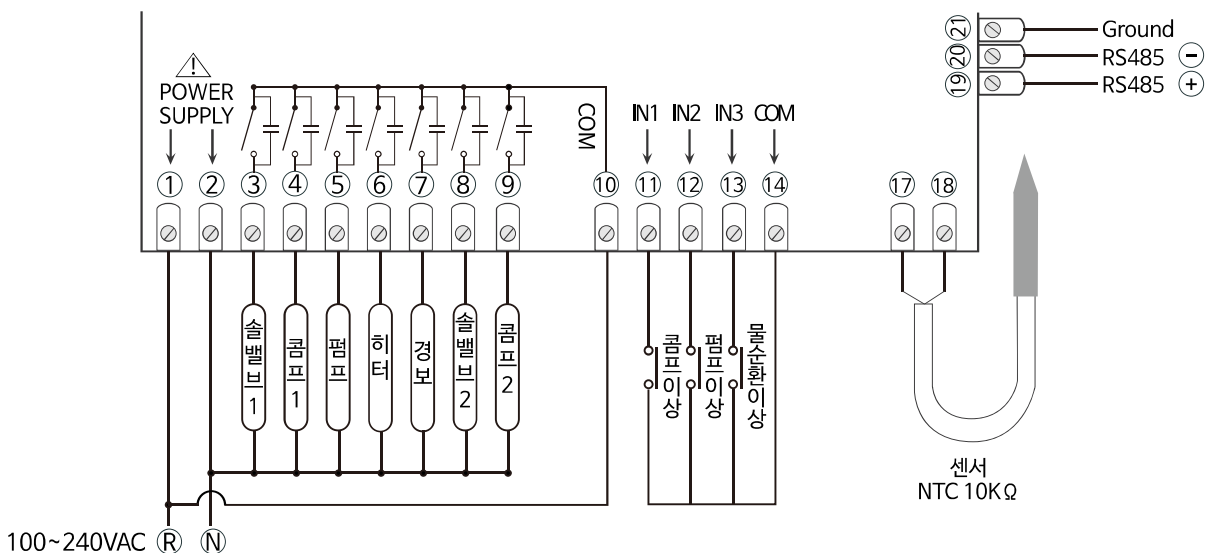 Ground
RS485 ⊖
RS485 ⊕
㉑
⑳
⑲
⚠
POWER
SUPPLY
COM
IN1 IN2 IN3 COM
① ② ③ ④ ⑤ ⑥ ⑦ ⑧ ⑨ ⑩ ⑪ ⑫ ⑬ ⑭ ⑰ ⑱
솔밸브1
콤프1
펌프
히터
경보
솔밸브2
콤프2
콤프이상
펌프이상
물순환이상
센서
NTC 10KΩ
100~240VAC Ⓡ Ⓝ